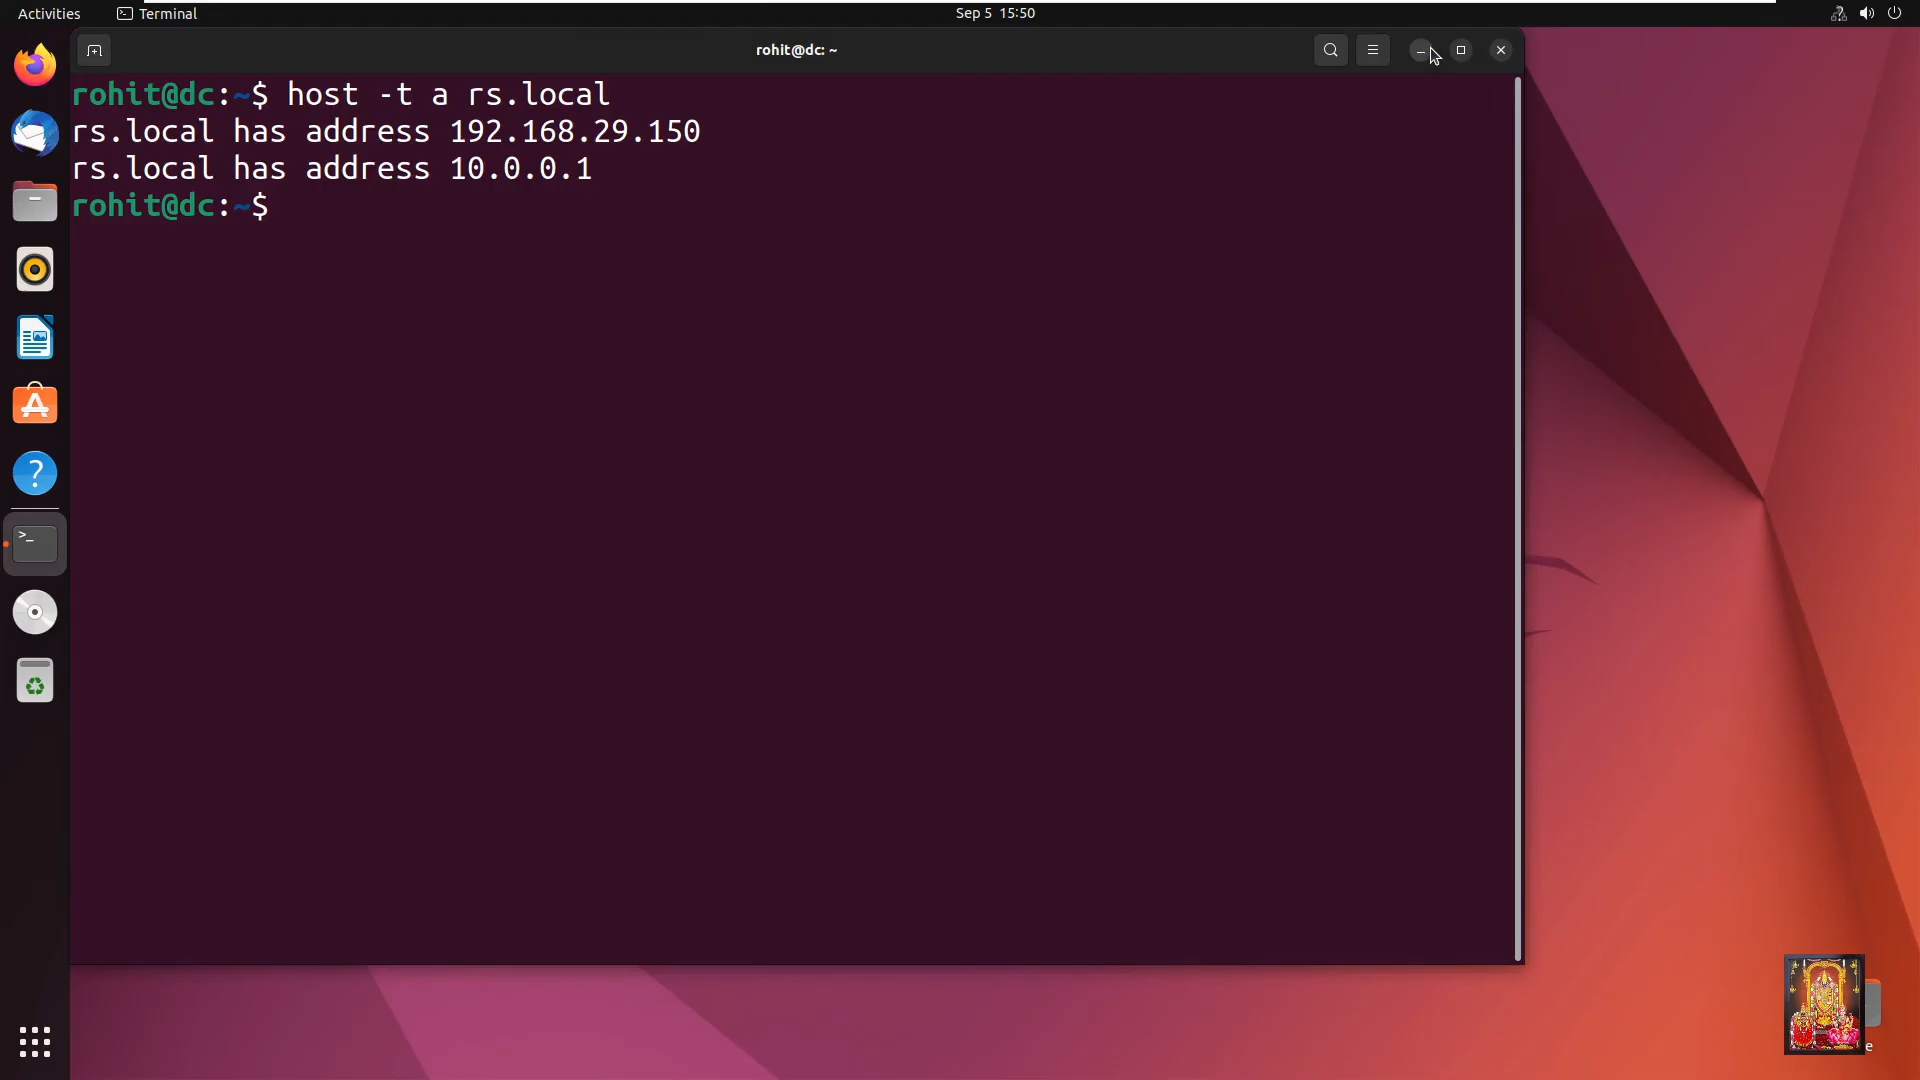 Activities
Terminal
Sep 5 15:50
rohit@dc: ~
rohit@dc:~$ host -t a rs.local
rs.local has address 192.168.29.150
rs.local has address 10.0.0.1
rohit@dc:~$
e